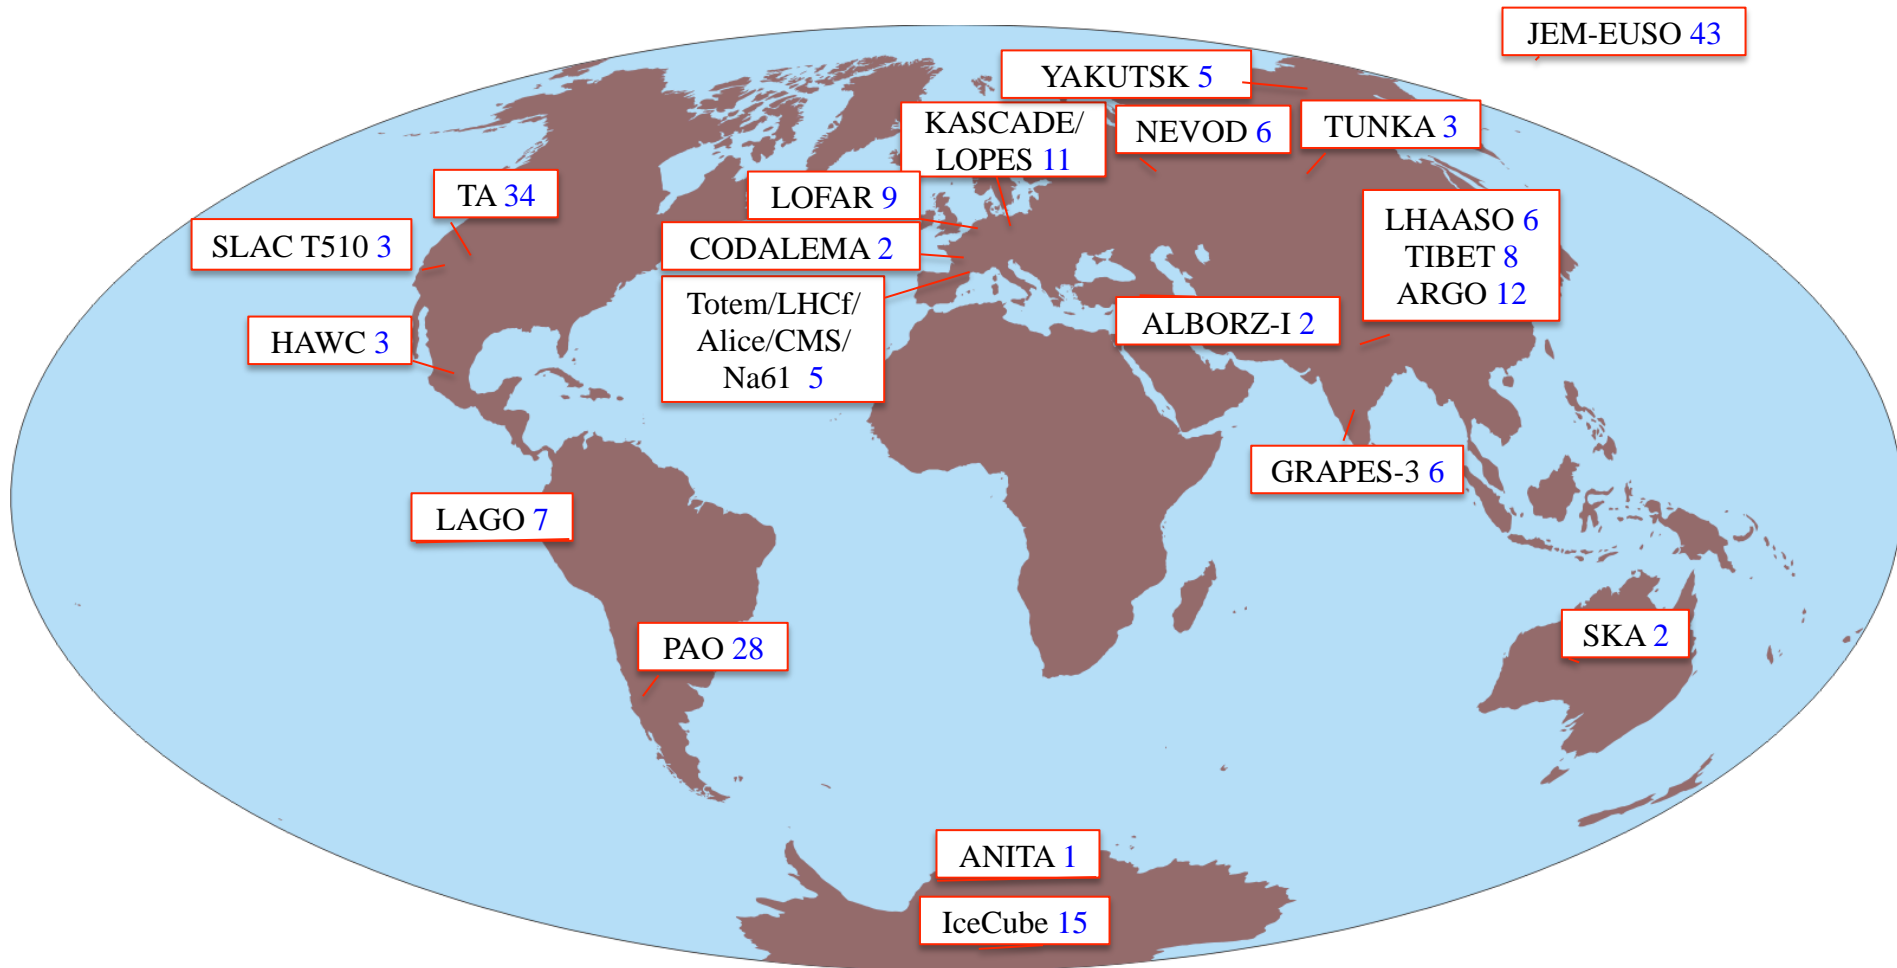 JEM-EUSO 43
YAKUTSK 5
KASCADE/
LOPES 11
NEVOD 6
TUNKA 3
TA 34
LOFAR 9
SLAC T510 3
CODALEMA 2
LHAASO 6
TIBET 8
ARGO 12
Totem/LHCf/
Alice/CMS/
Na61 5
ALBORZ-I 2
HAWC 3
GRAPES-3 6
LAGO 7
PAO 28
SKA 2
ANITA 1
IceCube 15